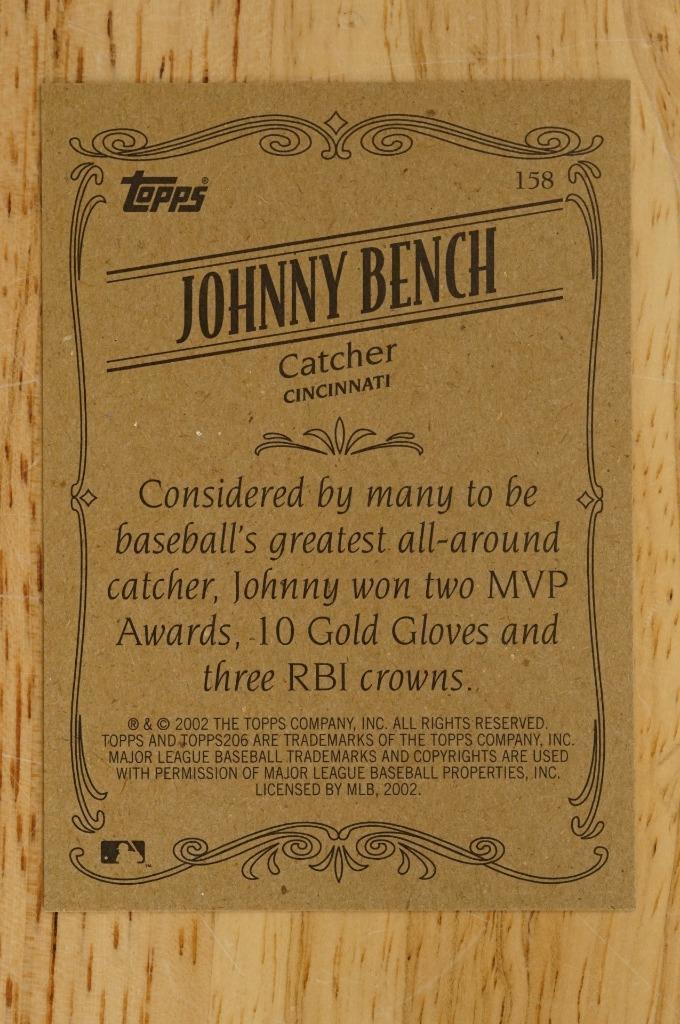 Topps®
158
JOHNNY BENCH
Catcher
CINCINNATI
Considered by many to be
baseball's greatest all-around
catcher, Johnny won two MVP
Awards, 10 Gold Gloves and
three RBI crowns.
® & © 2002 THE TOPPS COMPANY, INC. ALL RIGHTS RESERVED.
TOPPS AND TOPPS206 ARE TRADEMARKS OF THE TOPPS COMPANY, INC.
MAJOR LEAGUE BASEBALL TRADEMARKS AND COPYRIGHTS ARE USED
WITH PERMISSION OF MAJOR LEAGUE BASEBALL PROPERTIES, INC.
LICENSED BY MLB, 2002.
™